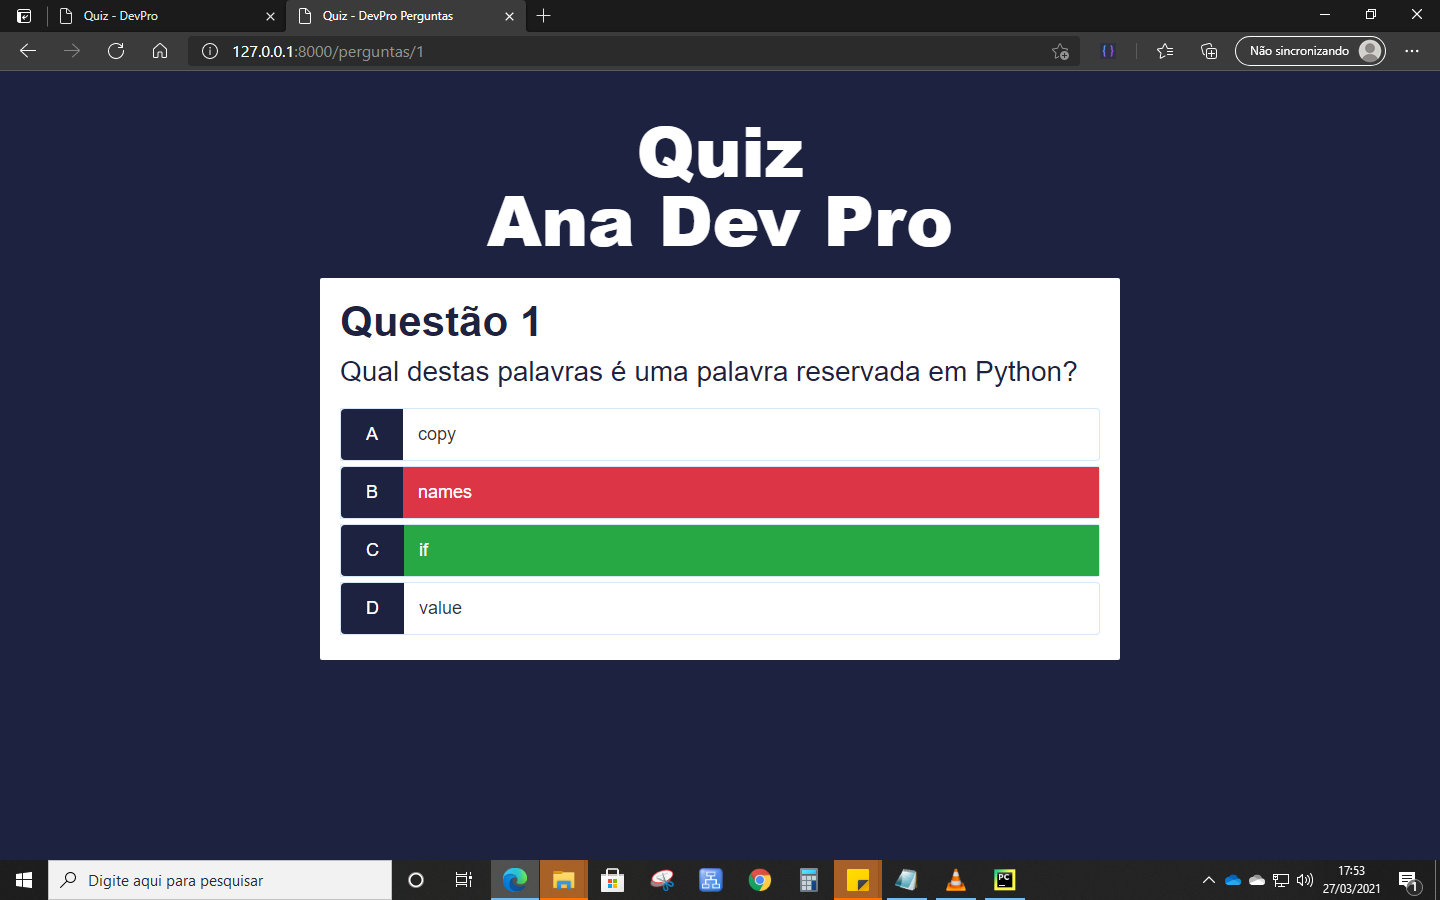 Quiz - DevPro
Quiz - DevPro Perguntas
127.0.0.1:8000/perguntas/1
Não sincronizando
Quiz
Ana Dev Pro
Questão 1
Qual destas palavras é uma palavra reservada em Python?
A copy
B names
C if
D value
Digite aqui para pesquisar
PC
17:53
27/03/2021
1